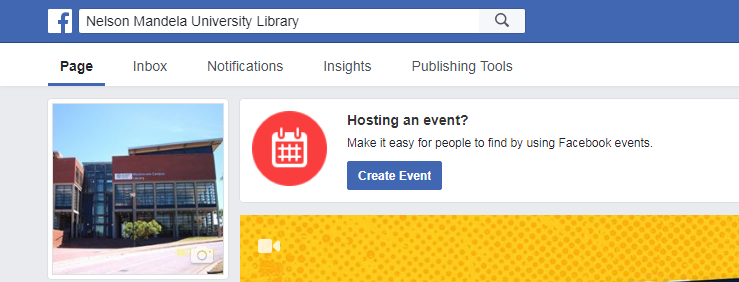 Nelson Mandela University Library
Page Inbox Notifications Insights Publishing Tools
Hosting an event?
Make it easy for people to find by using Facebook events.
Create Event